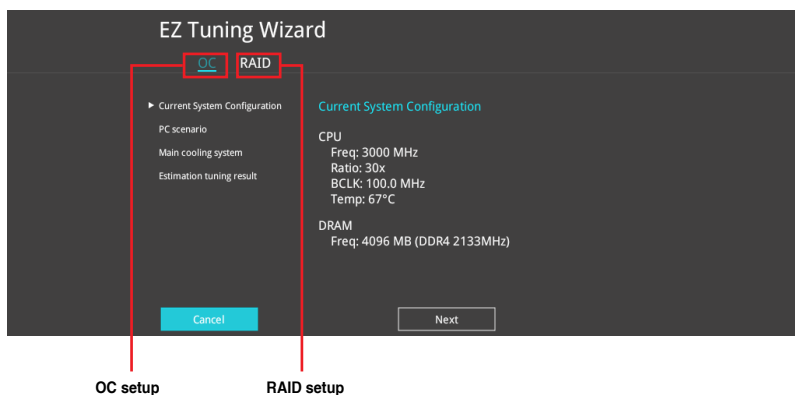 EZ Tuning Wizard
OC RAID
Current System Configuration
PC scenario
Main cooling system
Estimation tuning result
Current System Configuration
CPU
Freq: 3000 MHz
Ratio: 30x
BCLK: 100.0 MHz
Temp: 67°C
DRAM
Freq: 4096 MB (DDR4 2133MHz)
Cancel
Next
OC setup
RAID setup